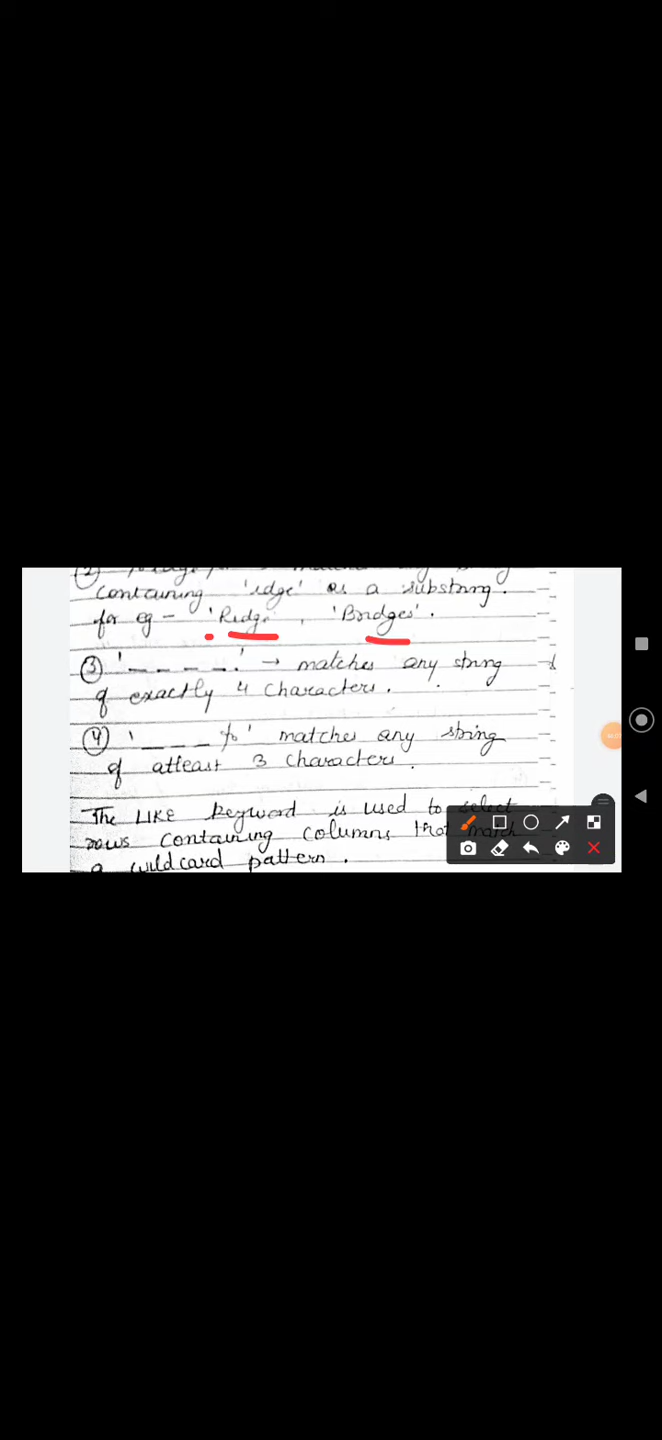 containing 'idge' as a substring.
for eg - 'Ridge, 'Bridges'.
③ '_ _ _ _.' → matches any string
of exactly 4 characters.
④ '_ _ _ %' matches any string
of atleast 3 characters.
The LIKE keyword is used to select
rows containing columns that match
a wildcard pattern.